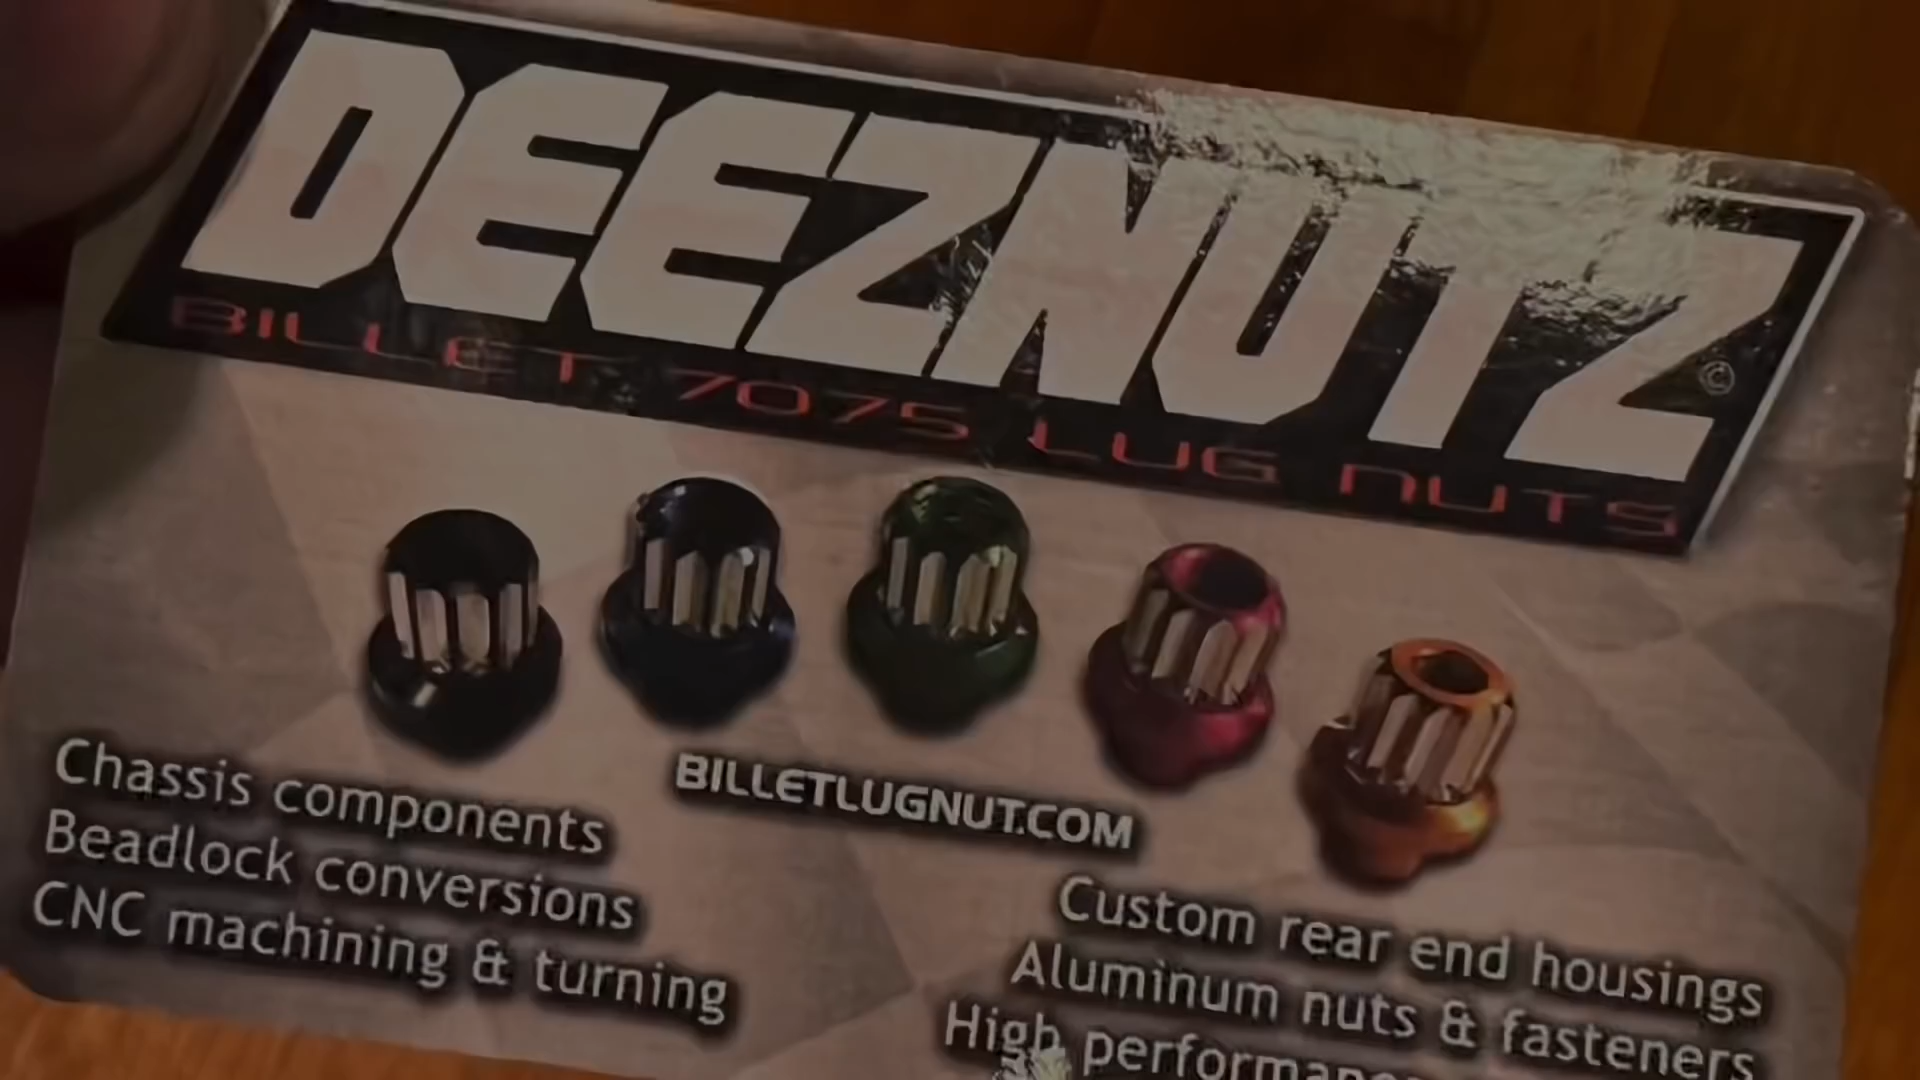 DEEZNUTZ
©
BILLET 7075 LUG NUTS
BILLETLUGNUT.COM
Chassis components
Beadlock conversions
CNC machining & turning
Custom rear end housings
Aluminum nuts & fasteners
High